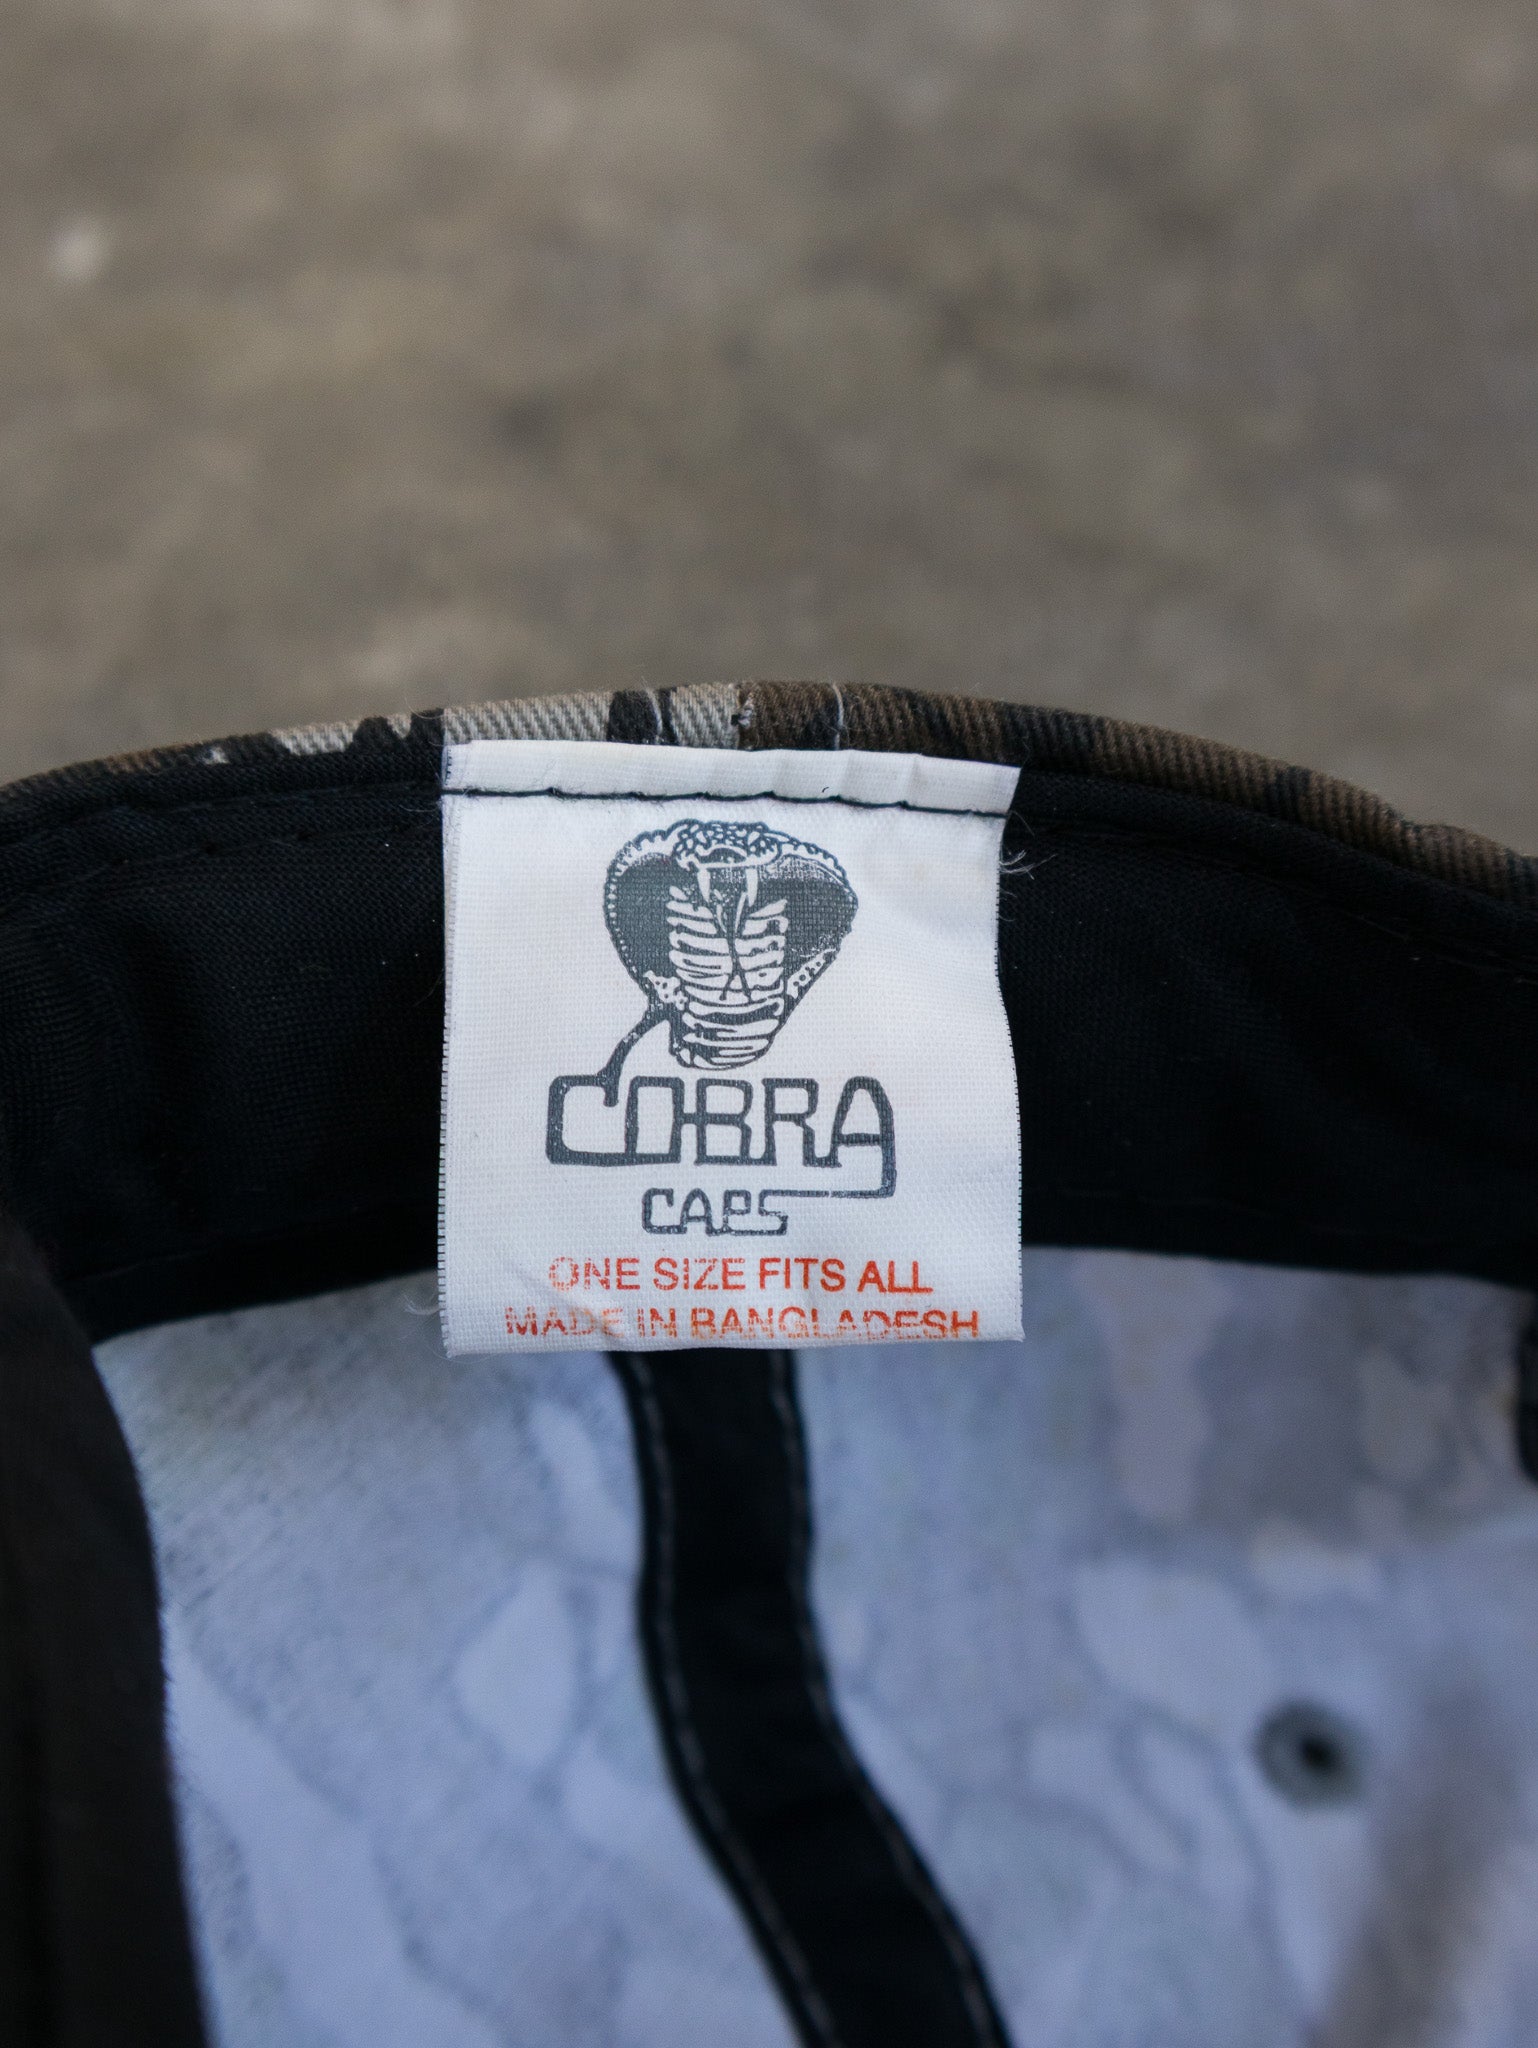 COBRA
CAPS
ONE SIZE FITS ALL
MADE IN BANGLADESH